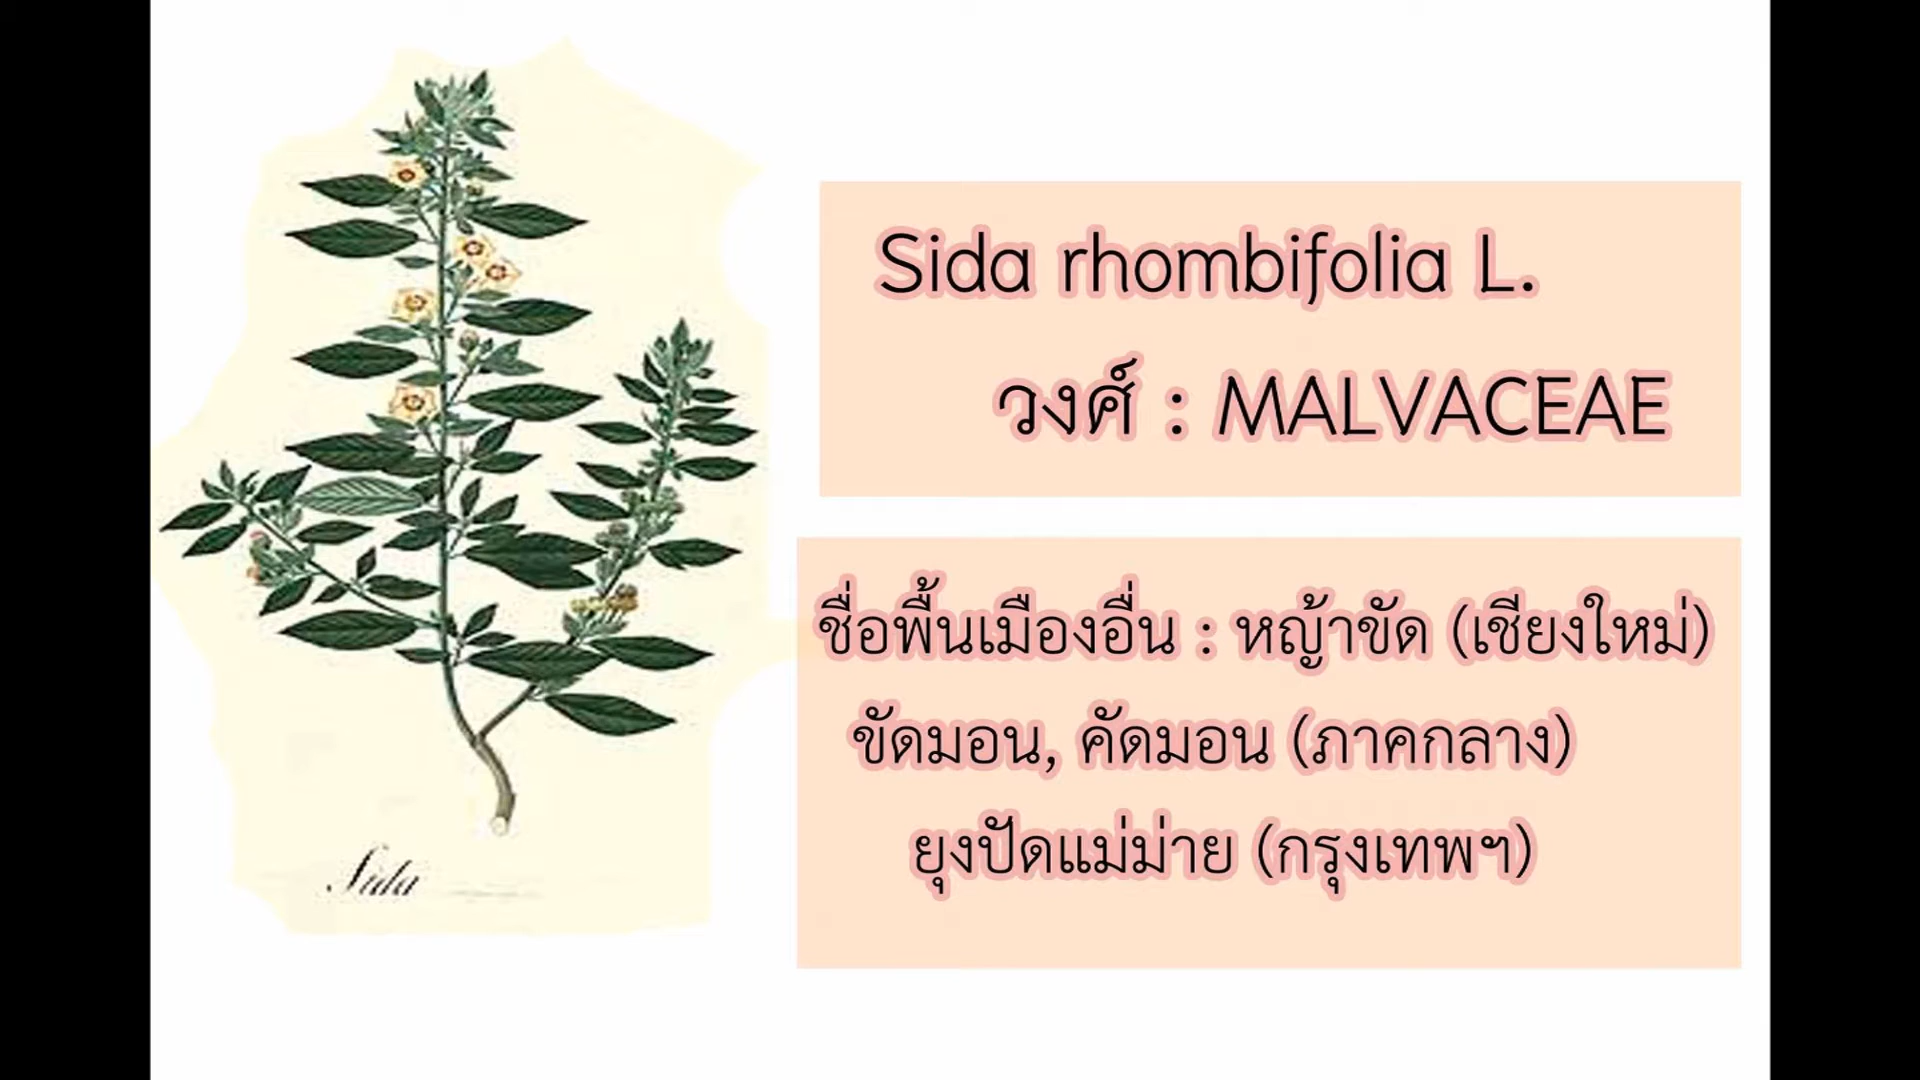 Sida rhombifolia L.
วงศ์ : MALVACEAE
ชื่อพื้นเมืองอื่น : หญ้าขัด (เชียงใหม่)
ขัดมอน, คัดมอน (ภาคกลาง)
ยุงปัดแม่ม่าย (กรุงเทพฯ)
Sida